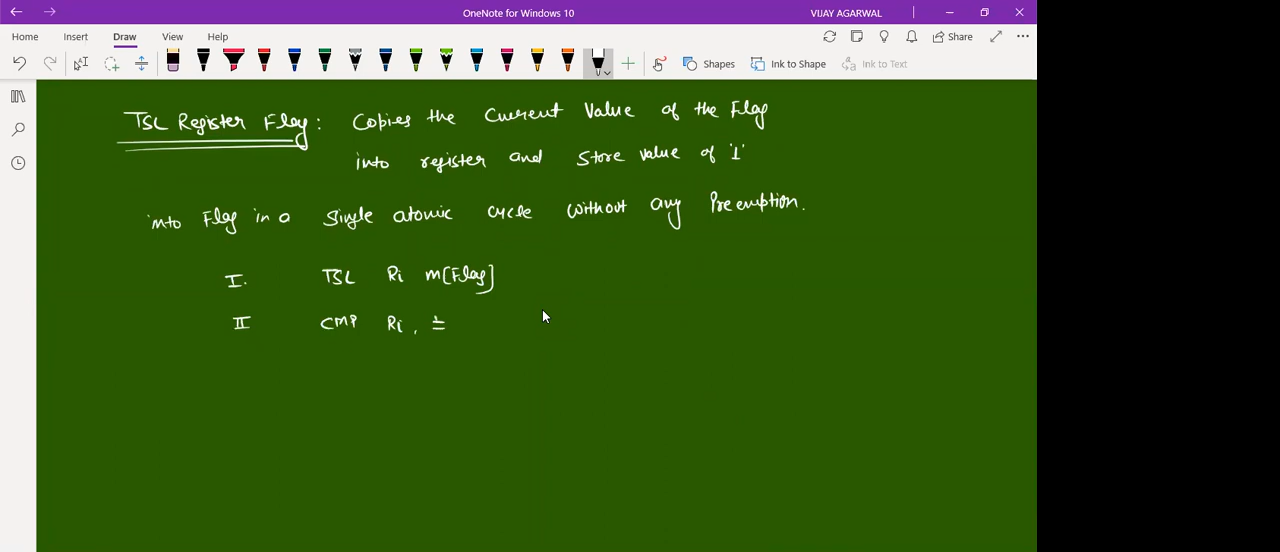 OneNote for Windows 10
VIJAY AGARWAL
Home Insert Draw View Help
Share
Shapes Ink to Shape Ink to Text
TSL Register Flag: Copies the Current Value of the Flag
into register and store value of '1'
into Flag in a single atomic cycle without any Preemption.
I. TSL Ri m[Flag]
II CMP Ri,